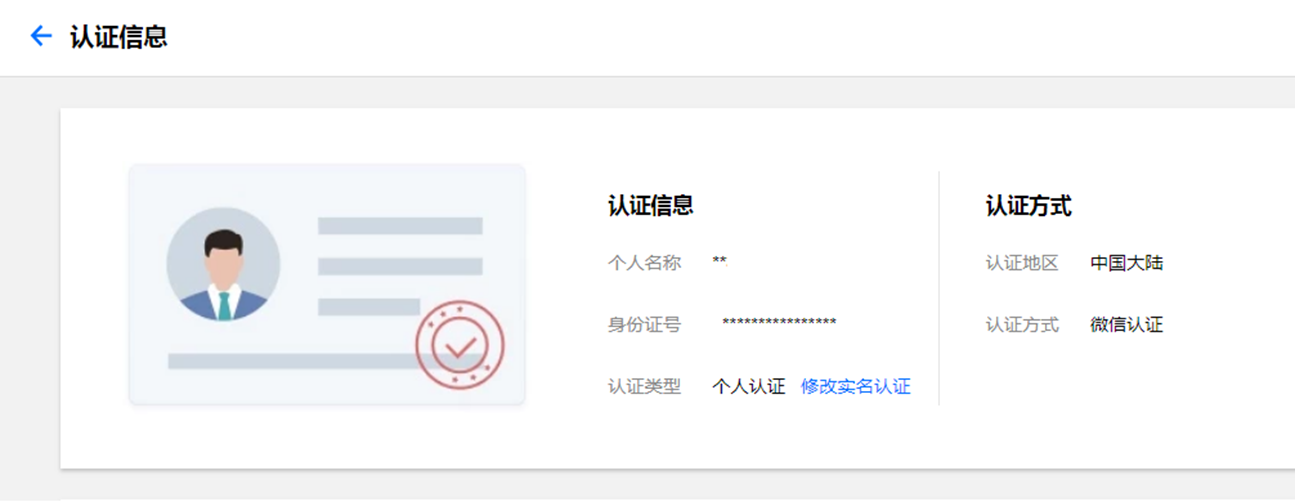 认证信息
认证信息
个人名称 **
身份证号 ****************
认证类型 个人认证 修改实名认证
认证方式
认证地区 中国大陆
认证方式 微信认证